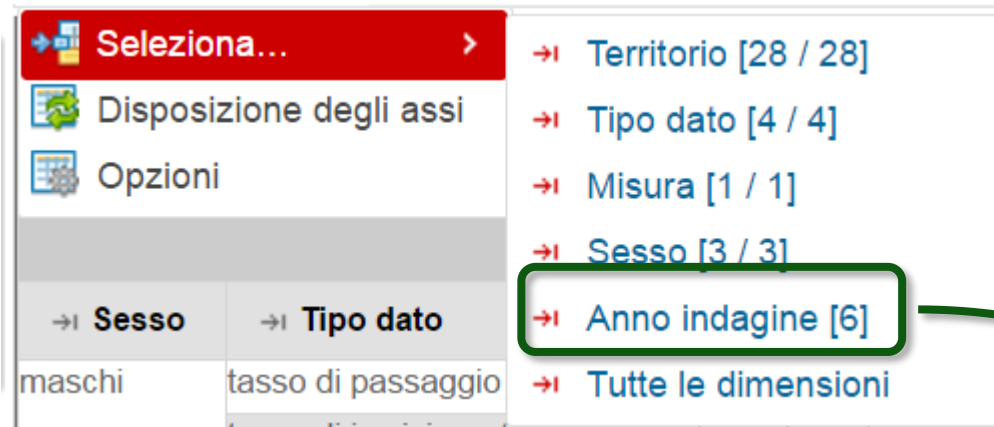 Seleziona...
Disposizione degli assi
Opzioni
Territorio [28 / 28]
Tipo dato [4 / 4]
Misura [1 / 1]
Sesso [3 / 3]
Anno indagine [6]
Tutte le dimensioni
Sesso Tipo dato
maschi tasso di passaggio